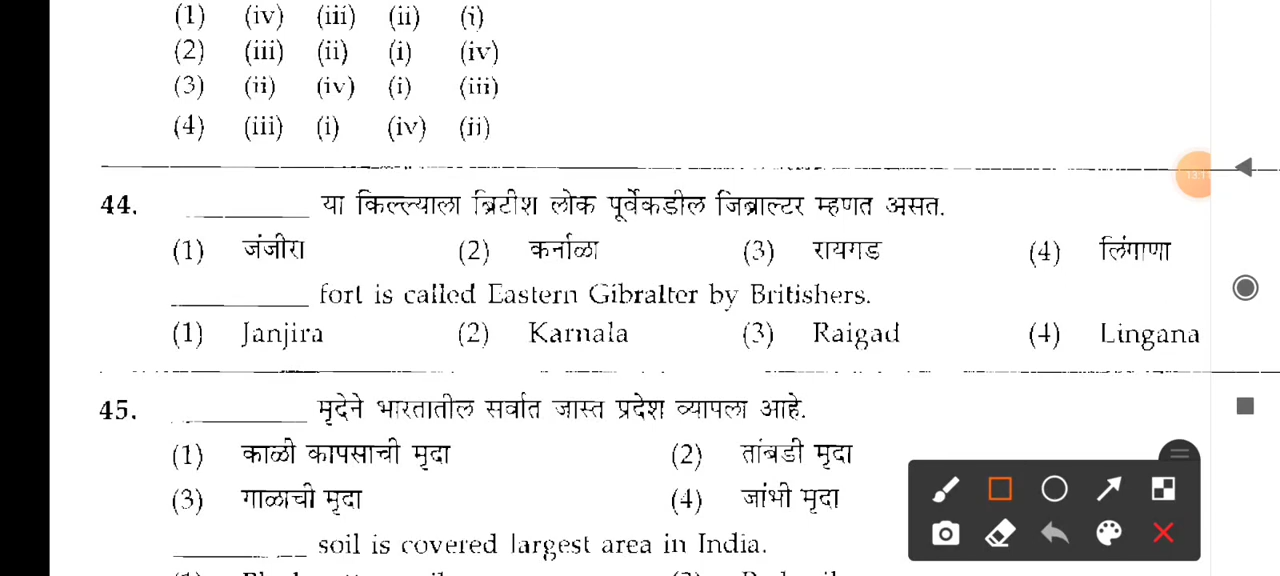 (1) (iv) (iii) (ii) (i)
(2) (iii) (ii) (i) (iv)
(3) (ii) (iv) (i) (iii)
(4) (iii) (i) (iv) (ii)
44. ________ या किल्ल्याला ब्रिटीश लोक पूर्वेकडील जिब्राल्टर म्हणत असत.
(1) जंजीरा (2) कर्नाळा (3) रायगड (4) लिंगाणा
________ fort is called Eastern Gibralter by Britishers.
(1) Janjira (2) Karnala (3) Raigad (4) Lingana
45. ________ मृदेने भारतातील सर्वात जास्त प्रदेश व्यापला आहे.
(1) काळी कापसाची मृदा (2) तांबडी मृदा
(3) गाळाची मृदा (4) जांभी मृदा
________ soil is covered largest area in India.